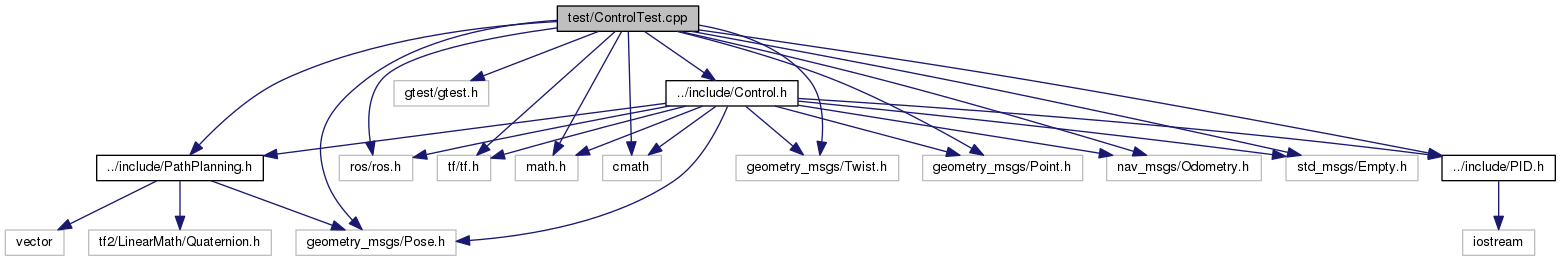 test/ControlTest.cpp
gtest/gtest.h
../include/Control.h
../include/PathPlanning.h
ros/ros.h
tf/tf.h
math.h
cmath
geometry_msgs/Twist.h
geometry_msgs/Point.h
nav_msgs/Odometry.h
std_msgs/Empty.h
../include/PID.h
vector
tf2/LinearMath/Quaternion.h
geometry_msgs/Pose.h
iostream